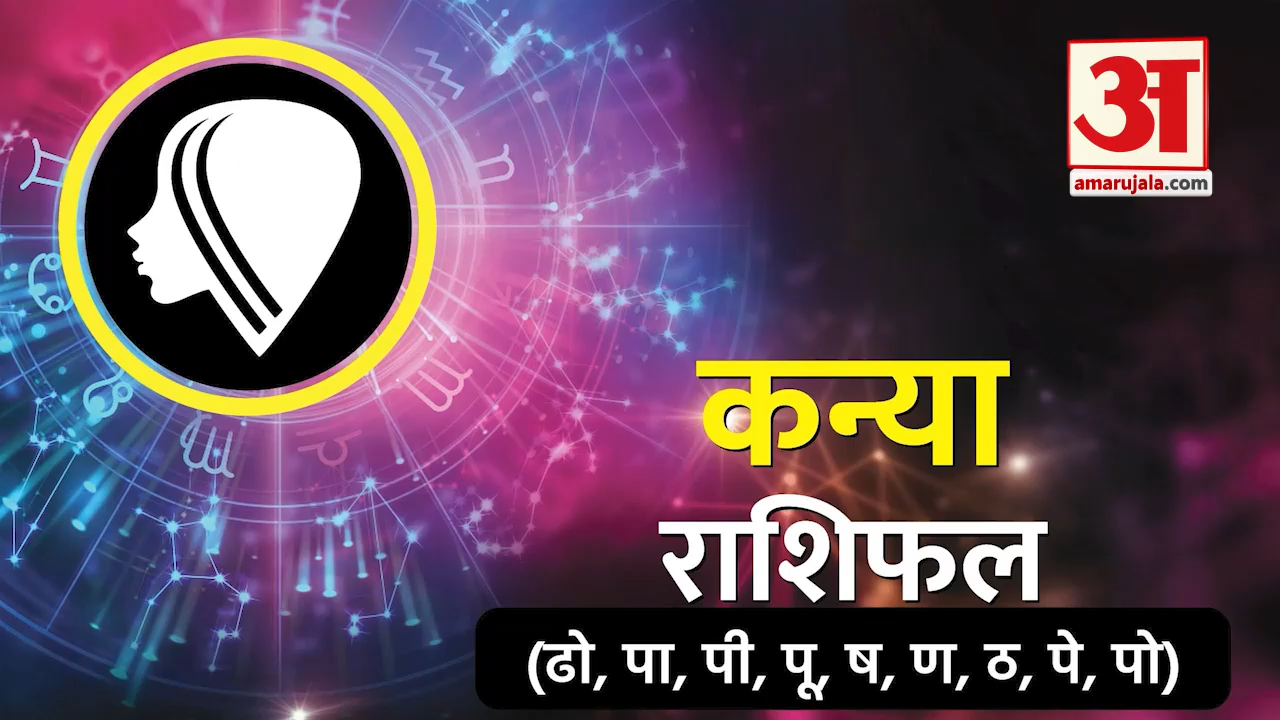 अ
amarujala.com
कन्या
राशिफल
(ढो, पा, पी, पू, ष, ण, ठ, पे, पो)